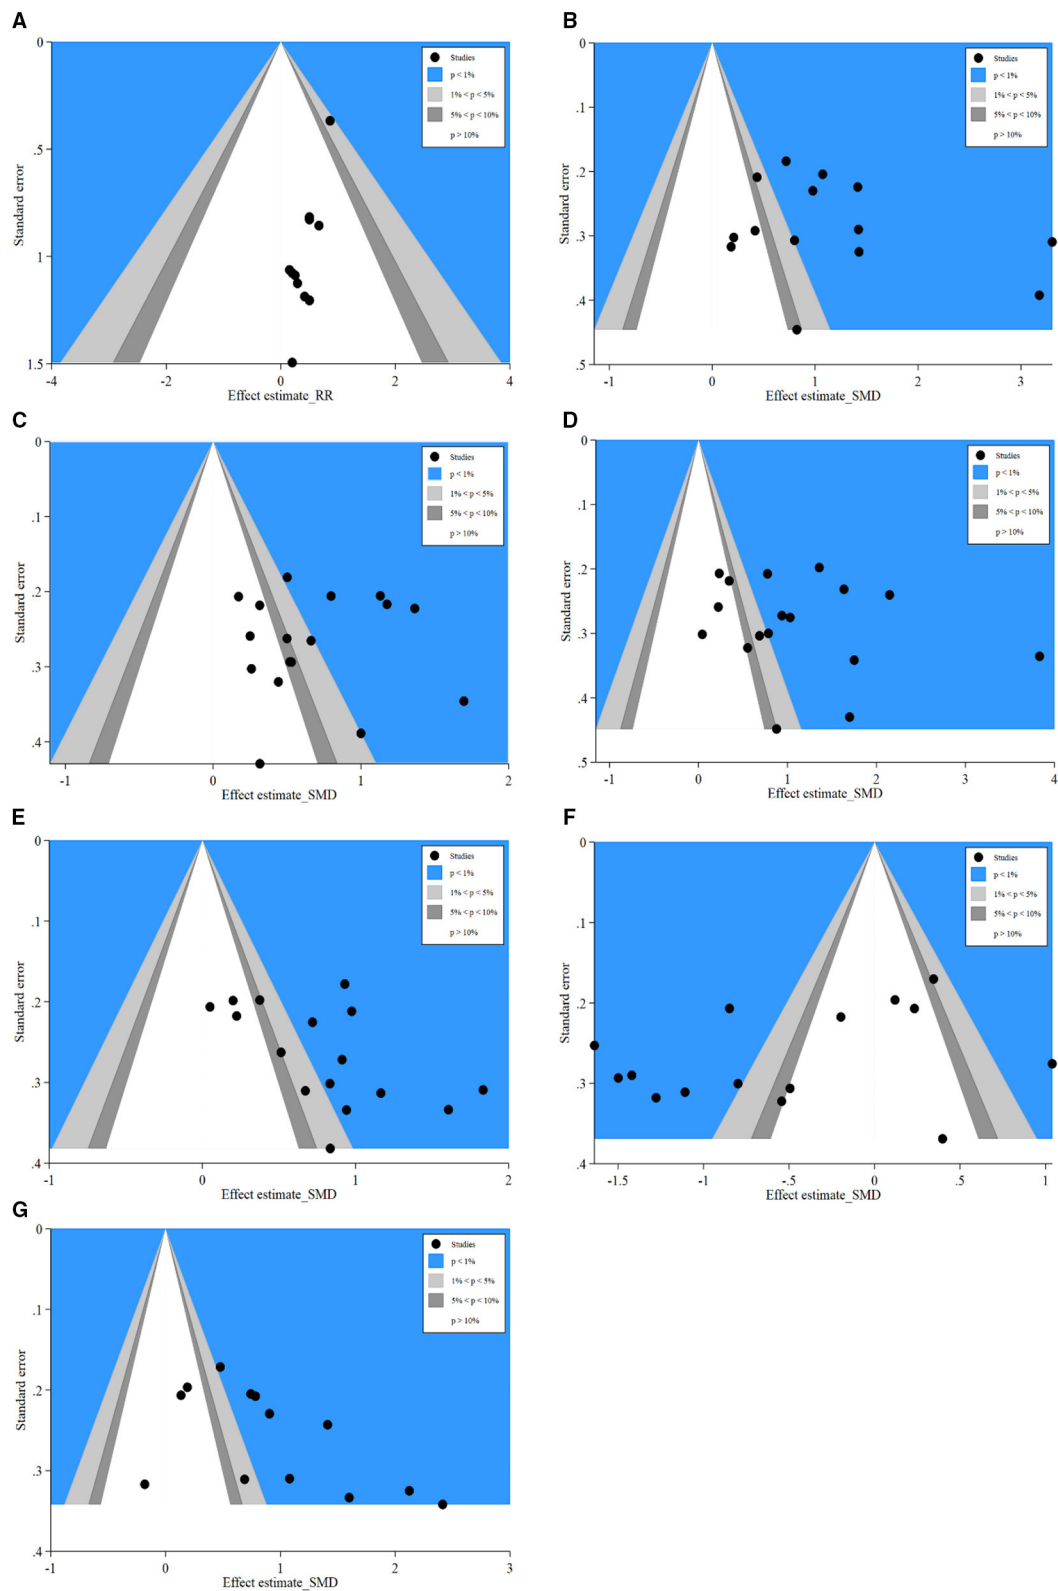 A
0
.5
1
1.5
Standard error
-4
-2
0
2
4
Effect estimate_RR
Studies
p < 1%
1% < p < 5%
5% < p < 10%
p > 10%
B
0
.1
.2
.3
.4
.5
Standard error
-1
0
1
2
3
Effect estimate_SMD
Studies
p < 1%
1% < p < 5%
5% < p < 10%
p > 10%
C
0
.1
.2
.3
.4
Standard error
-1
0
1
2
Effect estimate_SMD
Studies
p < 1%
1% < p < 5%
5% < p < 10%
p > 10%
D
0
.1
.2
.3
.4
.5
Standard error
-1
0
1
2
3
4
Effect estimate_SMD
Studies
p < 1%
1% < p < 5%
5% < p < 10%
p > 10%
E
0
.1
.2
.3
.4
Standard error
-1
0
1
2
Effect estimate_SMD
Studies
p < 1%
1% < p < 5%
5% < p < 10%
p > 10%
F
0
.1
.2
.3
.4
Standard error
-1.5
-1
-.5
0
.5
1
Effect estimate_SMD
Studies
p < 1%
1% < p < 5%
5% < p < 10%
p > 10%
G
0
.1
.2
.3
.4
Standard error
-1
0
1
2
3
Effect estimate_SMD
Studies
p < 1%
1% < p < 5%
5% < p < 10%
p > 10%